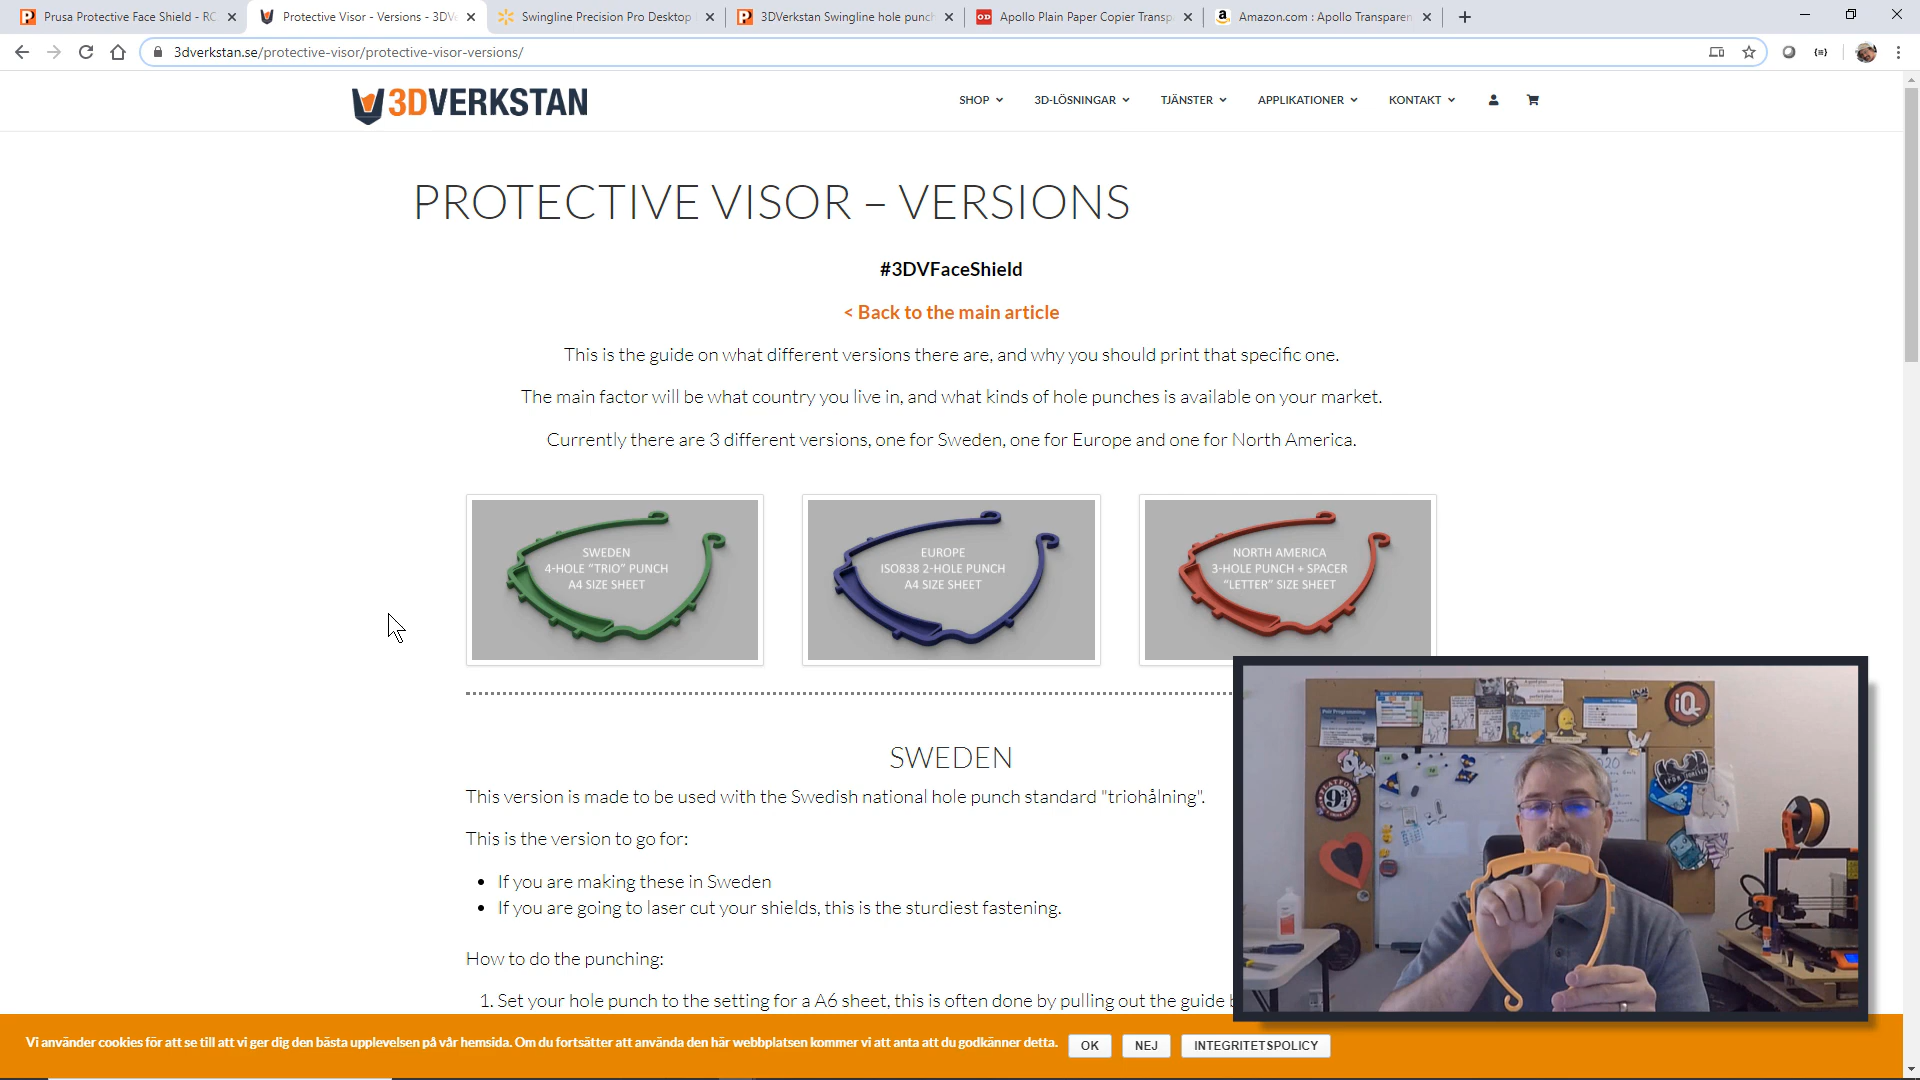 Prusa Protective Face Shield - RC
Protective Visor - Versions - 3DVe
Swingline Precision Pro Desktop
3DVerkstan Swingline hole punch
Apollo Plain Paper Copier Transp
Amazon.com : Apollo Transparen
3dverkstan.se/protective-visor/protective-visor-versions/
3DVERKSTAN
SHOP
3D-LÖSNINGAR
TJÄNSTER
APPLIKATIONER
KONTAKT
PROTECTIVE VISOR – VERSIONS
#3DVFaceShield
< Back to the main article
This is the guide on what different versions there are, and why you should print that specific one.
The main factor will be what country you live in, and what kinds of hole punches is available on your market.
Currently there are 3 different versions, one for Sweden, one for Europe and one for North America.
SWEDEN
4-HOLE "TRIO" PUNCH
A4 SIZE SHEET
EUROPE
ISO838 2-HOLE PUNCH
A4 SIZE SHEET
NORTH AMERICA
3-HOLE PUNCH + SPACER
"LETTER" SIZE SHEET
SWEDEN
This version is made to be used with the Swedish national hole punch standard "triohålning".
This is the version to go for:
If you are making these in Sweden
If you are going to laser cut your shields, this is the sturdiest fastening.
How to do the punching:
1. Set your hole punch to the setting for a A6 sheet, this is often done by pulling out the guide
Vi använder cookies för att se till att vi ger dig den bästa upplevelsen på vår hemsida. Om du fortsätter att använda den här webbplatsen kommer vi att anta att du godkänner detta.
OK
NEJ
INTEGRITETSPOLICY
iQ
Pair Programming
9¾
2020